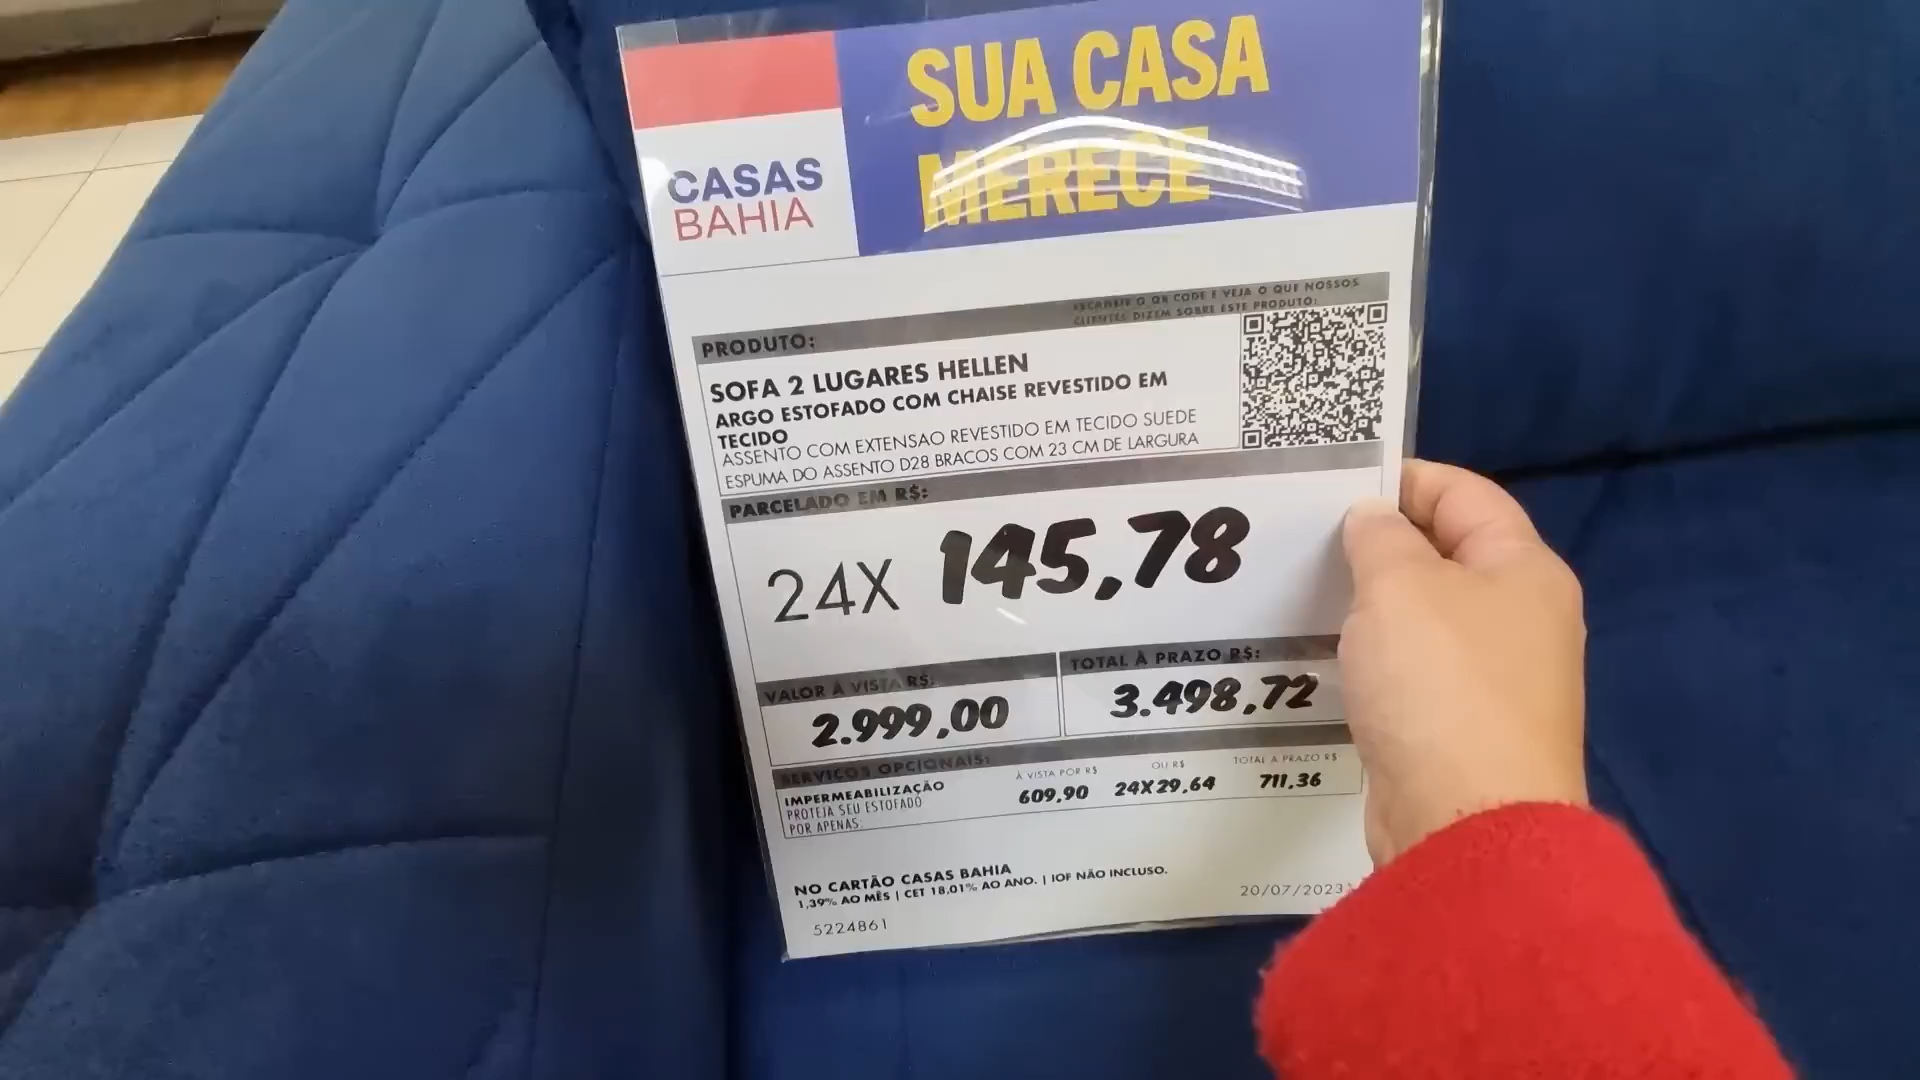 SUA CASA
MERECE
CASAS
BAHIA
ESCANEIE O QR CODE E VEJA O QUE NOSSOS
CLIENTES DIZEM SOBRE ESTE PRODUTO:
PRODUTO:
SOFA 2 LUGARES HELLEN
ARGO ESTOFADO COM CHAISE REVESTIDO EM
TECIDO
ASSENTO COM EXTENSAO REVESTIDO EM TECIDO SUEDE
ESPUMA DO ASSENTO D28 BRACOS COM 23 CM DE LARGURA
PARCELADO EM R$:
24X 145,78
VALOR À VISTA R$:
2.999,00
TOTAL À PRAZO R$:
3.498,72
SERVIÇOS OPCIONAIS:
IMPERMEABILIZAÇÃO
PROTEJA SEU ESTOFADO
POR APENAS:
À VISTA POR R$
609,90
OU R$
24X29,64
TOTAL A PRAZO R$
711,36
NO CARTÃO CASAS BAHIA
1,39% AO MÊS | CET 18,01% AO ANO. | IOF NÃO INCLUSO.
20/07/2023
5224861